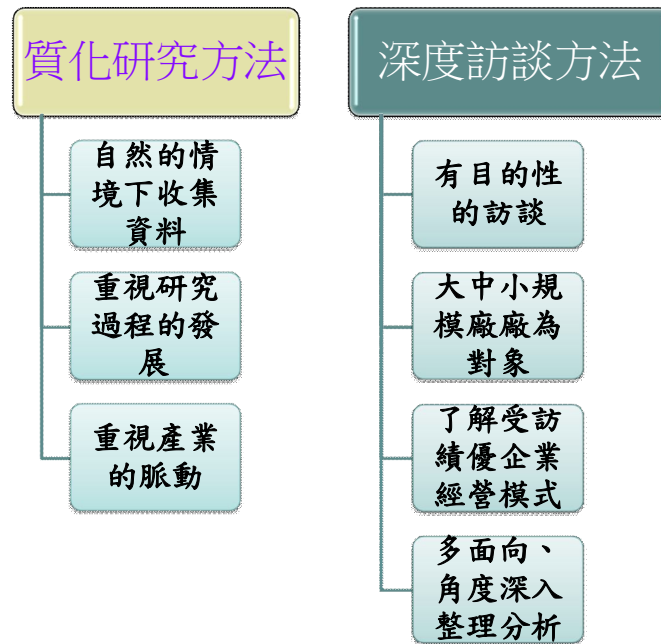 質化研究方法
自然的情
境下收集
資料
重視研究
過程的發
展
重視產業
的脈動
深度訪談方法
有目的性
的訪談
大中小規
模廠廠為
對象
了解受訪
績優企業
經營模式
多面向、
角度深入
整理分析